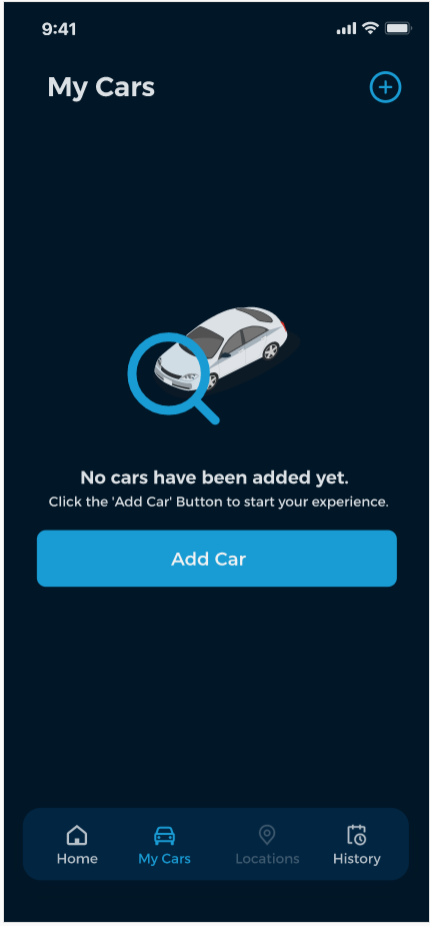 9:41
My Cars
No cars have been added yet.
Click the 'Add Car' Button to start your experience.
Add Car
Home
My Cars
Locations
History